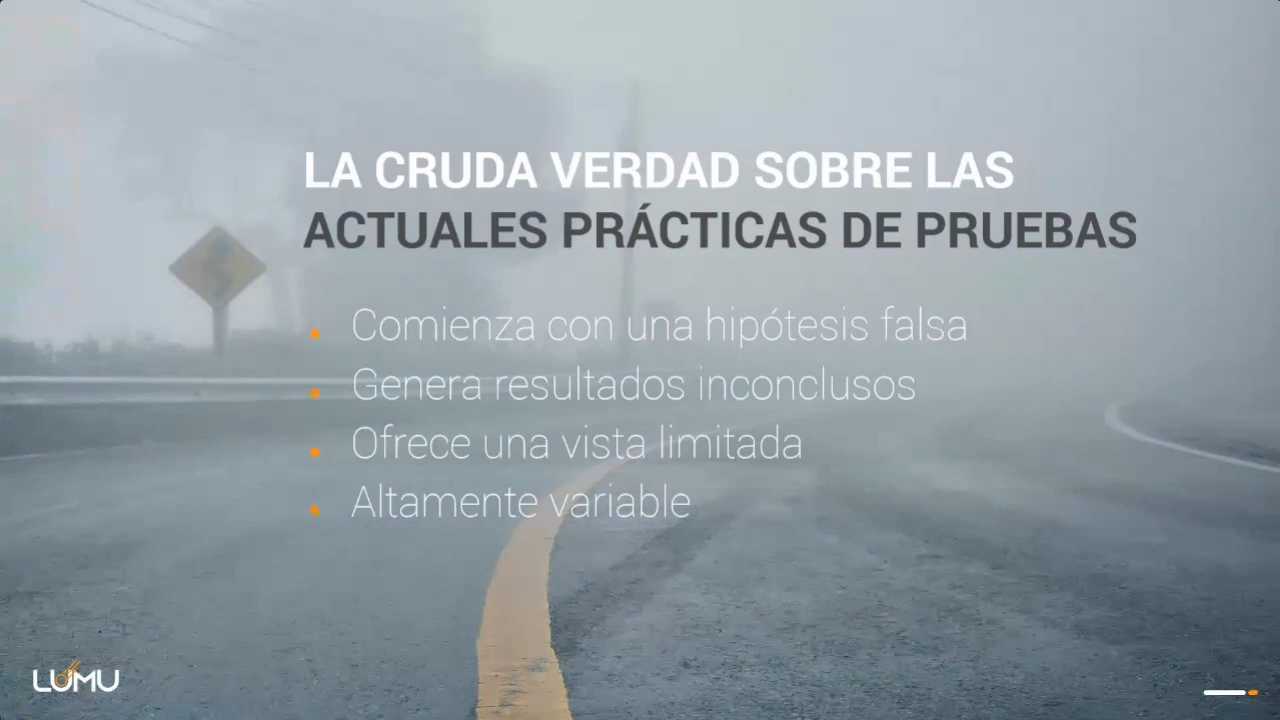 LA CRUDA VERDAD SOBRE LAS
ACTUALES PRÁCTICAS DE PRUEBAS
Comienza con una hipótesis falsa
Genera resultados inconclusos
Ofrece una vista limitada
Altamente variable
LUMU